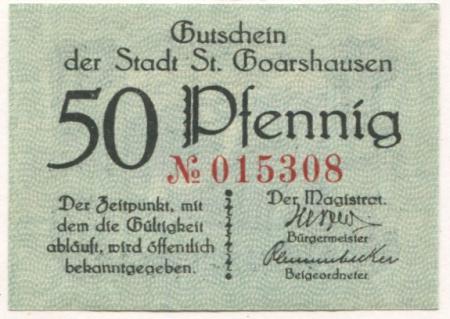 Gutschein
der Stadt St. Goarshausen
50 Pfennig
№ 015308
Der Zeitpunkt, mit
dem die Gültigkeit
abläuft, wird öffentlich
bekanntgegeben.
Der Magistrat.
Bürgermeister
Beigeordneter